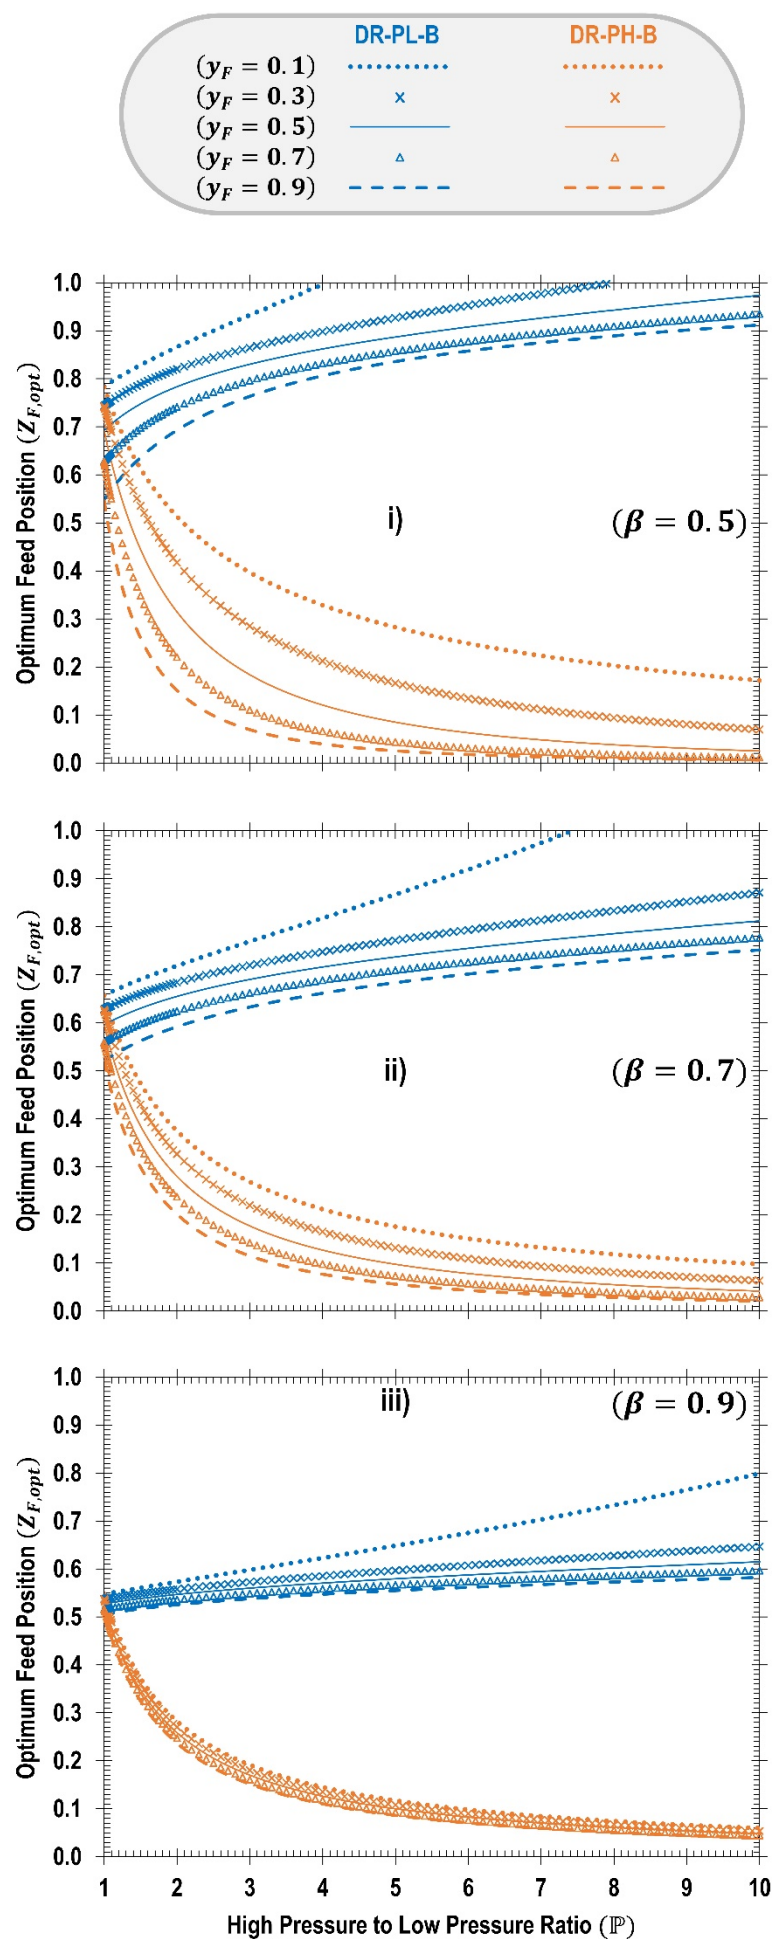 DR-PL-B DR-PH-B
(y_F = 0.1)
(y_F = 0.3)
(y_F = 0.5)
(y_F = 0.7)
(y_F = 0.9)
Optimum Feed Position (Z_{F,opt})
1.0
0.9
0.8
0.7
0.6
0.5
0.4
0.3
0.2
0.1
0.0
i) (β = 0.5)
Optimum Feed Position (Z_{F,opt})
1.0
0.9
0.8
0.7
0.6
0.5
0.4
0.3
0.2
0.1
0.0
ii) (β = 0.7)
Optimum Feed Position (Z_{F,opt})
1.0
0.9
0.8
0.7
0.6
0.5
0.4
0.3
0.2
0.1
0.0
iii) (β = 0.9)
1 2 3 4 5 6 7 8 9 10
High Pressure to Low Pressure Ratio (ℙ)